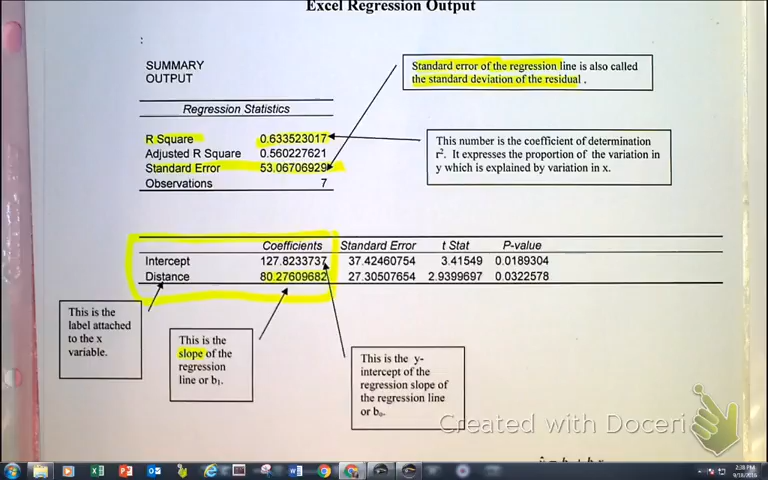 Excel Regression Output
:
SUMMARY
OUTPUT
Standard error of the regression line is also called
the standard deviation of the residual .
Regression Statistics
R Square 0.633523017
Adjusted R Square 0.560227621
Standard Error 53.06706929
Observations 7
This number is the coefficient of determination
r². It expresses the proportion of the variation in
y which is explained by variation in x.
Coefficients Standard Error t Stat P-value
Intercept 127.8233737 37.42460754 3.41549 0.0189304
Distance 80.27609682 27.30507654 2.9399697 0.0322578
This is the
label attached
to the x
variable.
This is the
slope of the
regression
line or b₁.
This is the y-
intercept of the
regression slope of
the regression line
or b₀.
Created with Doceri
2:08 PM